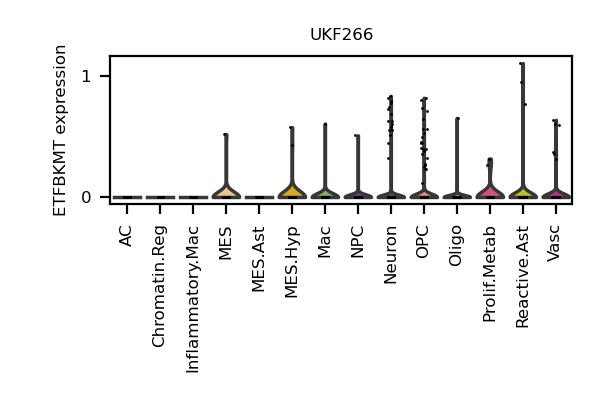 UKF266
ETFBKMT expression
1
0
AC
Chromatin.Reg
Inflammatory.Mac
MES
MES.Ast
MES.Hyp
Mac
NPC
Neuron
OPC
Oligo
Prolif.Metab
Reactive.Ast
Vasc